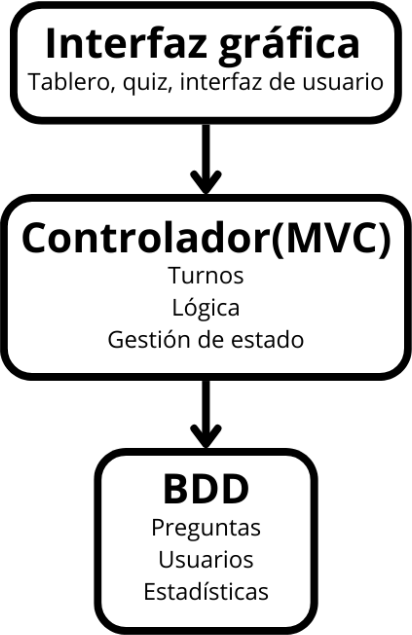 Interfaz gráfica
Tablero, quiz, interfaz de usuario
Controlador(MVC)
Turnos
Lógica
Gestión de estado
BDD
Preguntas
Usuarios
Estadísticas